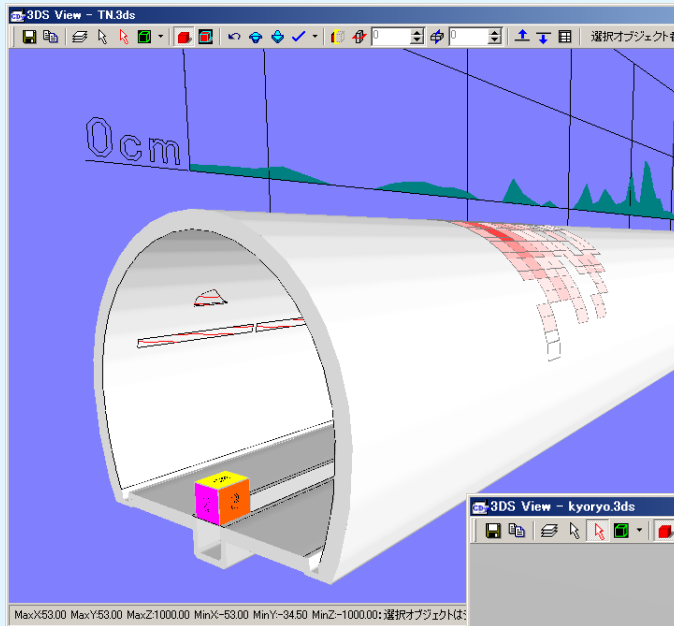 3DS View - TN.3ds
0
0
選択オブジェクト
0cm
3DS View - kyoryo.3ds
MaxX:53.00 MaxY:53.00 MaxZ:1000.00 MinX:-53.00 MinY:-34.50 MinZ:-1000.00: 選択オブジェクトは